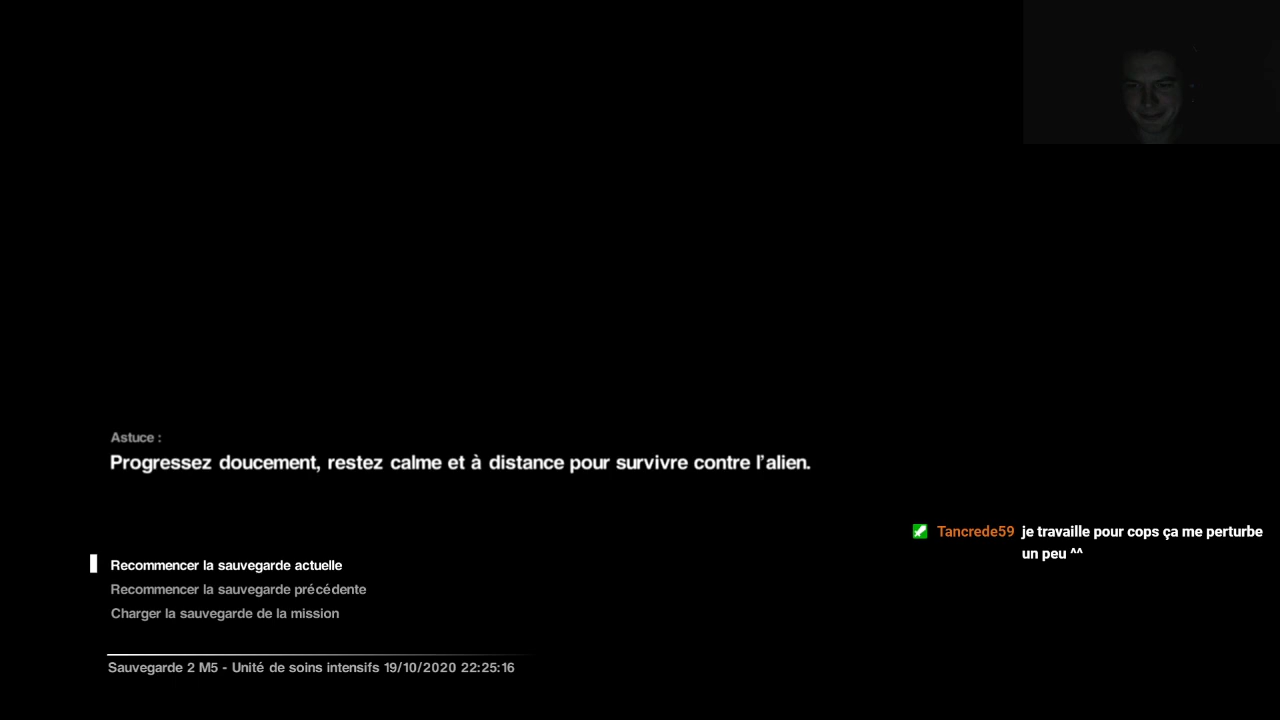 Astuce :
Progressez doucement, restez calme et à distance pour survivre contre l'alien.
Tancrede59 je travaille pour cops ça me perturbe
un peu ^^
Recommencer la sauvegarde actuelle
Recommencer la sauvegarde précédente
Charger la sauvegarde de la mission
Sauvegarde 2 M5 - Unité de soins intensifs 19/10/2020 22:25:16